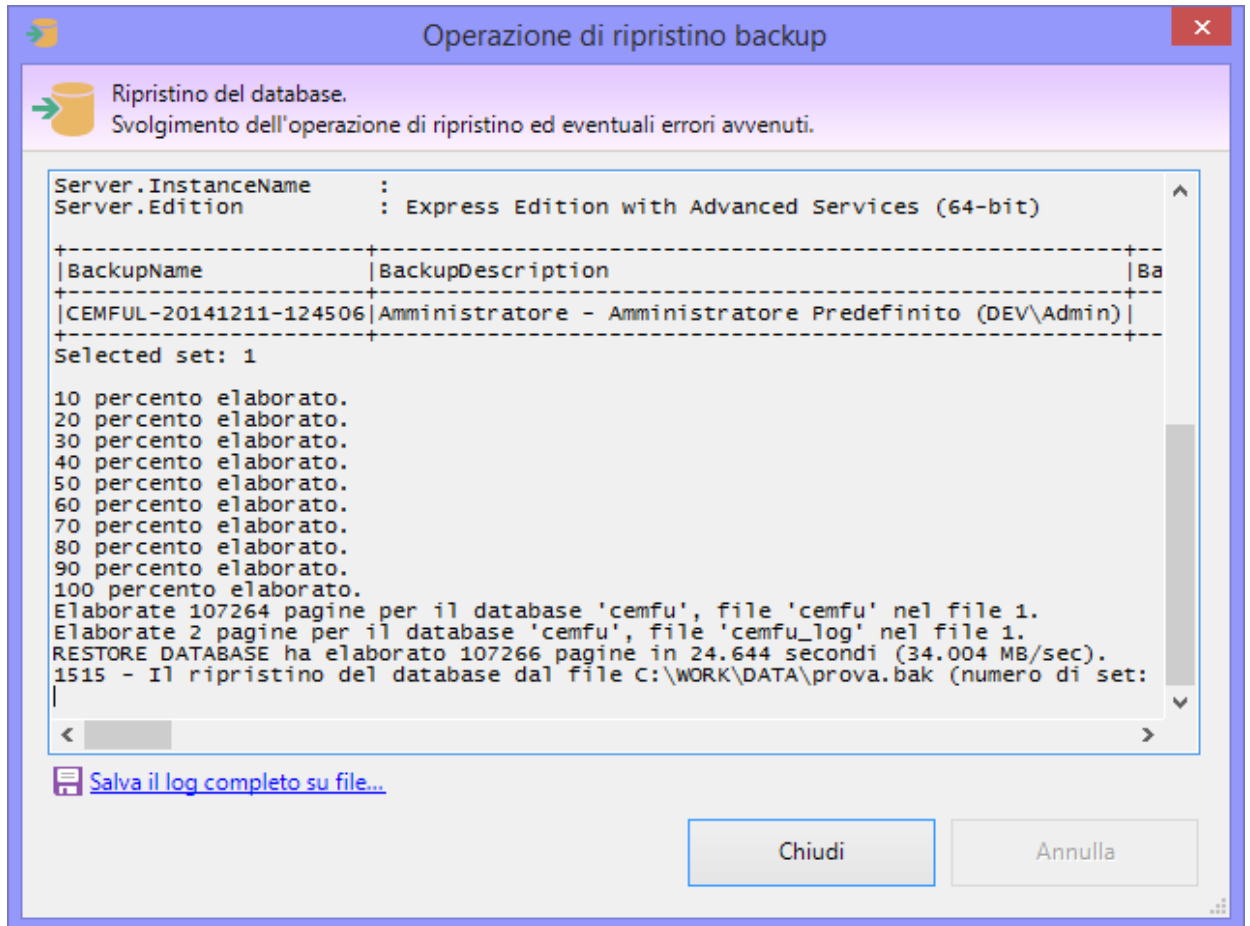 Operazione di ripristino backup
Ripristino del database.
Svolgimento dell'operazione di ripristino ed eventuali errori avvenuti.
Server.InstanceName     :
Server.Edition          : Express Edition with Advanced Services (64-bit)
+-----------------------+-------------------------------------------------------+--
|BackupName             |BackupDescription                                      |Ba
+-----------------------+-------------------------------------------------------+--
|CEMFUL-20141211-124506|Amministratore - Amministratore Predefinito (DEV\Admin)|
+-----------------------+-------------------------------------------------------+--
Selected set: 1
10 percento elaborato.
20 percento elaborato.
30 percento elaborato.
40 percento elaborato.
50 percento elaborato.
60 percento elaborato.
70 percento elaborato.
80 percento elaborato.
90 percento elaborato.
100 percento elaborato.
Elaborate 107264 pagine per il database 'cemfu', file 'cemfu' nel file 1.
Elaborate 2 pagine per il database 'cemfu', file 'cemfu_log' nel file 1.
RESTORE DATABASE ha elaborato 107266 pagine in 24.644 secondi (34.004 MB/sec).
1515 - Il ripristino del database dal file C:\WORK\DATA\prova.bak (numero di set:
Salva il log completo su file...
Chiudi
Annulla